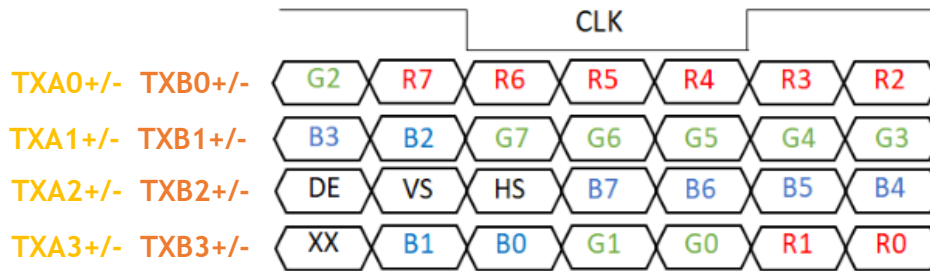 CLK
TXA0+/- TXB0+/- G2 R7 R6 R5 R4 R3 R2
TXA1+/- TXB1+/- B3 B2 G7 G6 G5 G4 G3
TXA2+/- TXB2+/- DE VS HS B7 B6 B5 B4
TXA3+/- TXB3+/- XX B1 B0 G1 G0 R1 R0